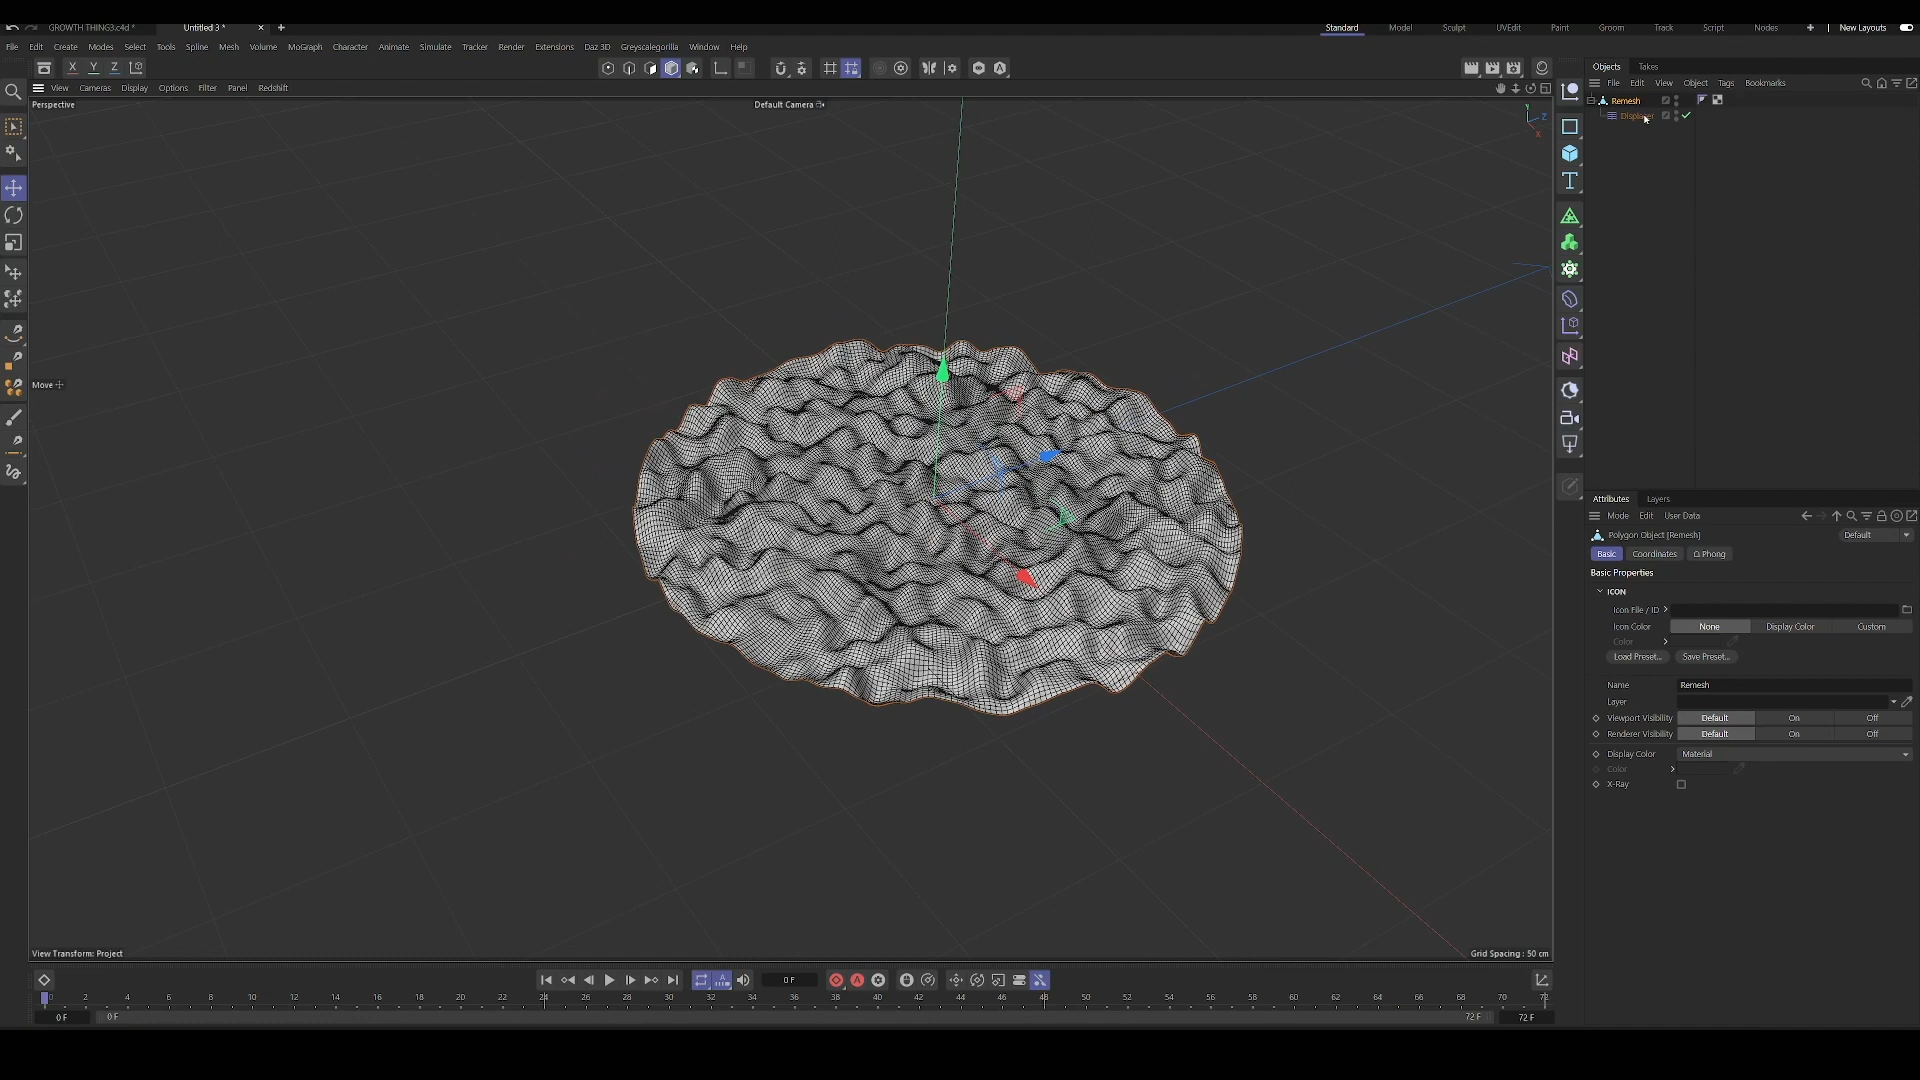 GROWTH THING3.c4d * Untitled 3 * × + Standard Model Sculpt UVEdit Paint Groom Track Script Nodes + New Layouts
File Edit Create Modes Select Tools Spline Mesh Volume MoGraph Character Animate Simulate Tracker Render Extensions Daz 3D Greyscalegorilla Window Help
X Y Z
Objects Takes
File Edit View Object Tags Bookmarks
View Cameras Display Options Filter Panel Redshift
Perspective Default Camera
Remesh
Displacer
Y Z X
Move
Attributes Layers
Mode Edit User Data
Polygon Object [Remesh] Default
Basic Coordinates Phong
Basic Properties
ICON
Icon File / ID
Icon Color None Display Color Custom
Color
Load Preset... Save Preset...
Name Remesh
Layer
Viewport Visibility Default On Off
Renderer Visibility Default On Off
Display Color Material
Color
X-Ray
View Transform: Project Grid Spacing : 50 cm
0 F
0 2 4 6 8 10 12 14 16 18 20 22 24 26 28 30 32 34 36 38 40 42 44 46 48 50 52 54 56 58 60 62 64 66 68 70 72
0 F 0 F 72 F 72 F